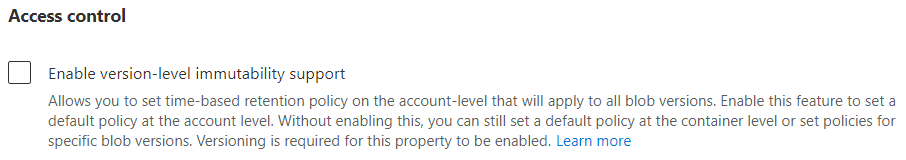 Access control
Enable version-level immutability support
Allows you to set time-based retention policy on the account-level that will apply to all blob versions. Enable this feature to set a
default policy at the account level. Without enabling this, you can still set a default policy at the container level or set policies for
specific blob versions. Versioning is required for this property to be enabled. Learn more